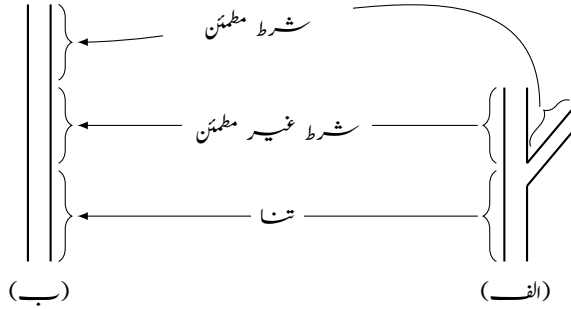 شرط مطمئن
شرط غیر مطمئن
تنا
(الف)
(ب)